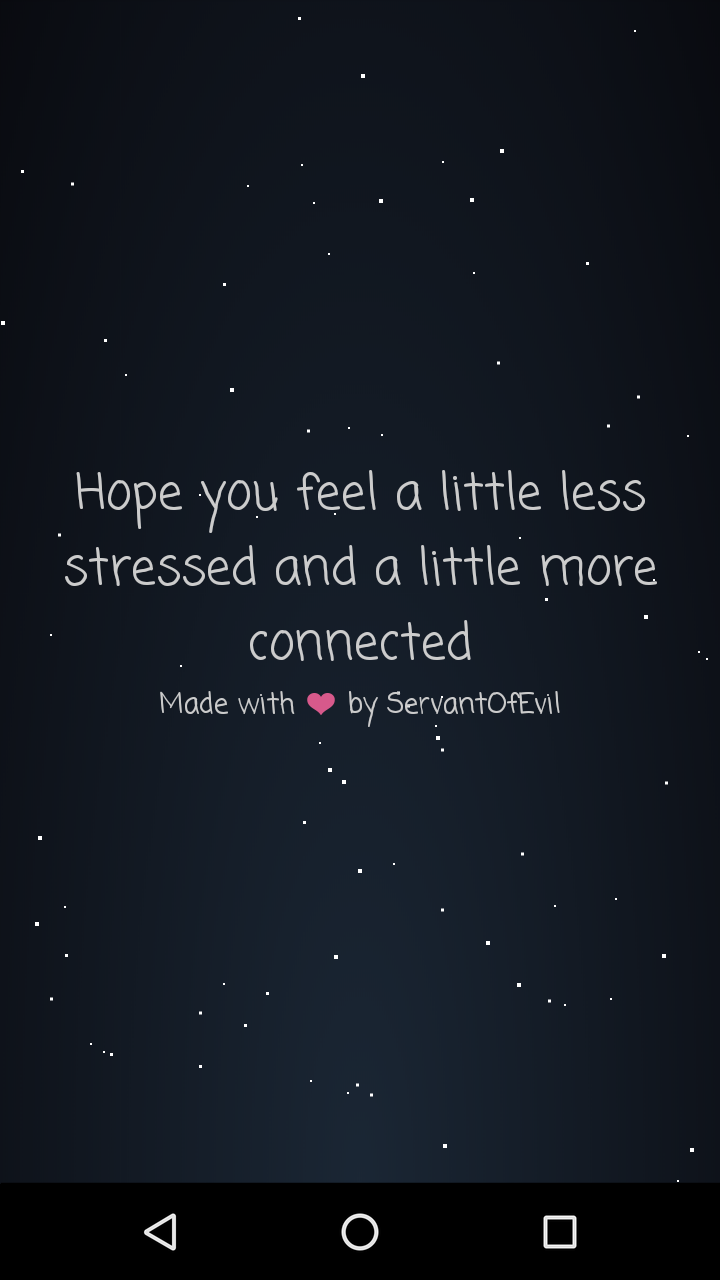 Hope you feel a little less
stressed and a little more
connected
Made with ❤ by ServantOfEvil